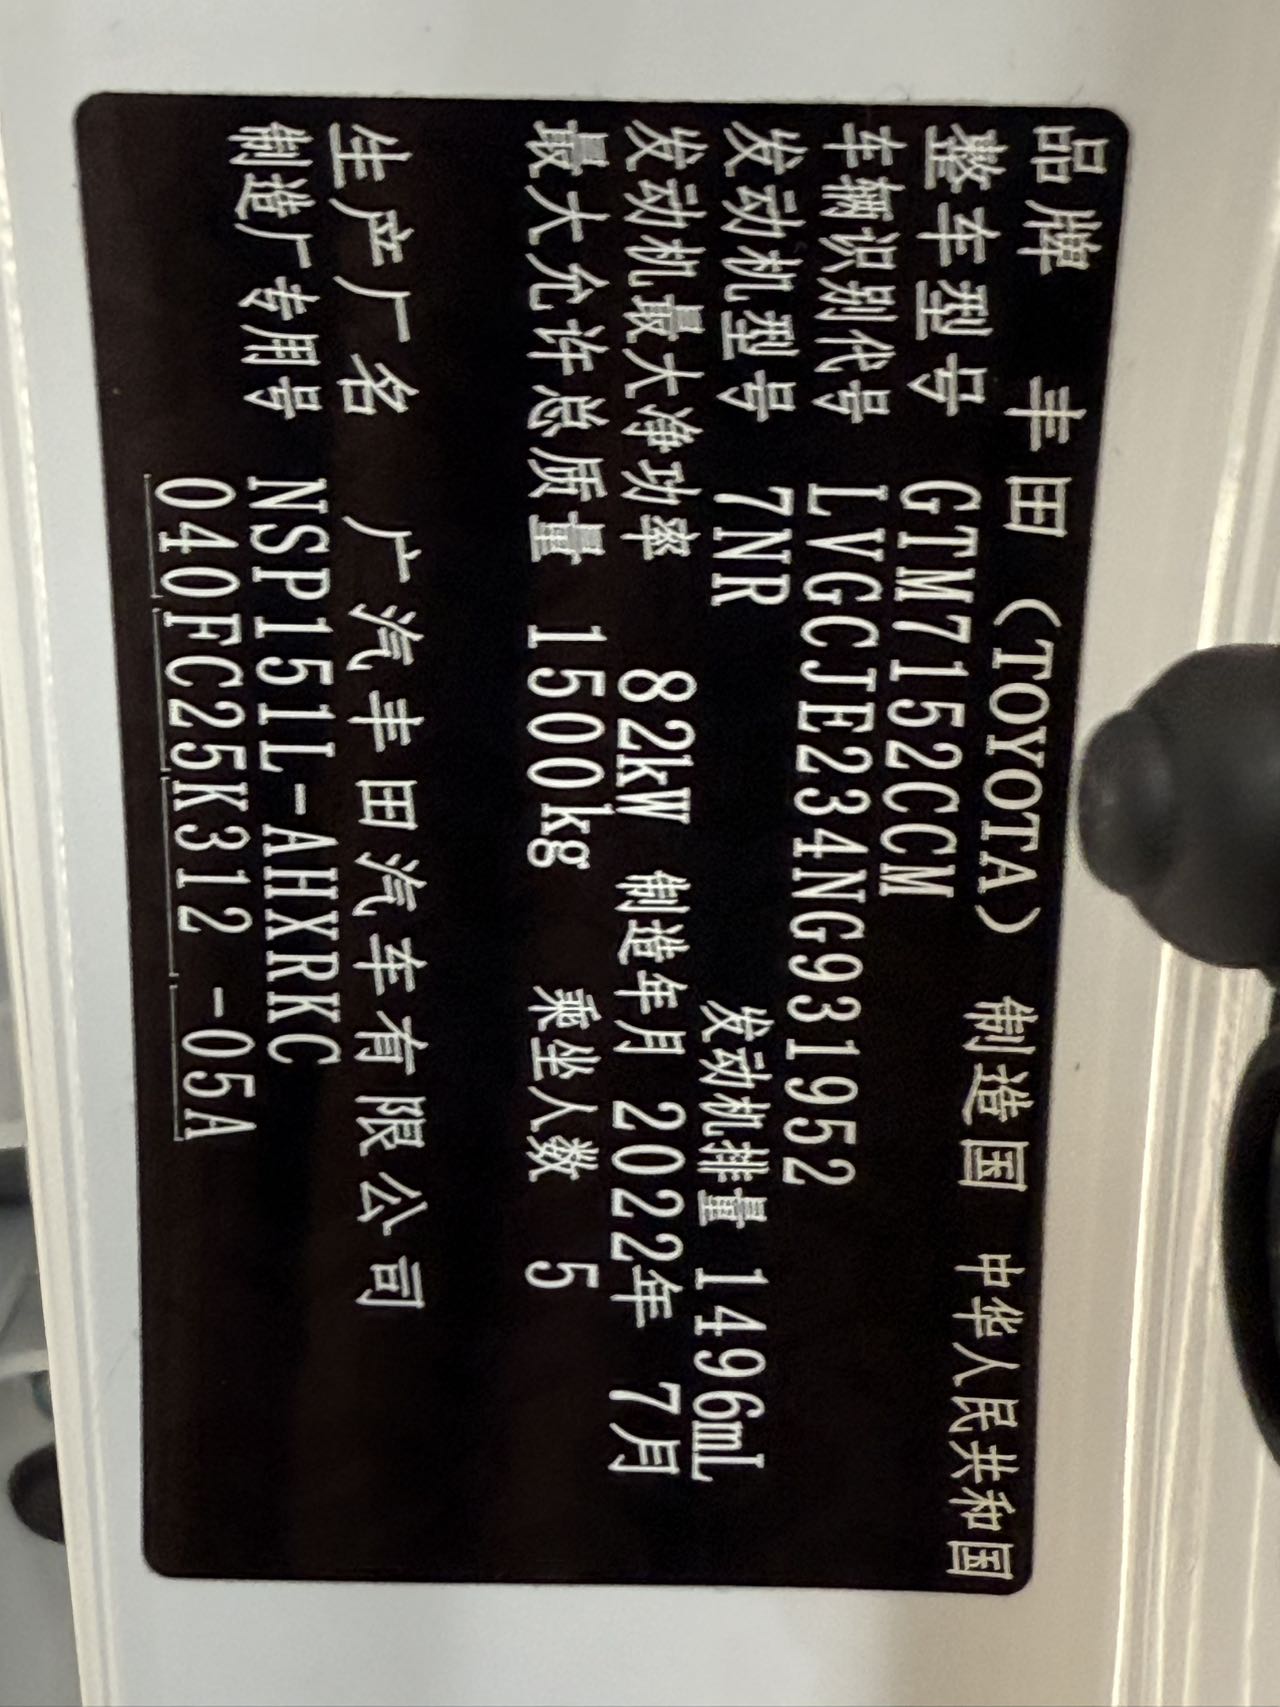 品牌 丰田（TOYOTA） 制造国 中华人民共和国
整车型号 GTM7152CCM
车辆识别代号 LVGCJE234NG931952
发动机型号 7NR 发动机排量 1496mL
发动机最大净功率 82kW 制造年月 2022年 7月
最大允许总质量 1500kg 乘坐人数 5
生产厂名 广汽丰田汽车有限公司
制造厂专用号 NSP151L-AHXRKC
040FC25K312 -05A